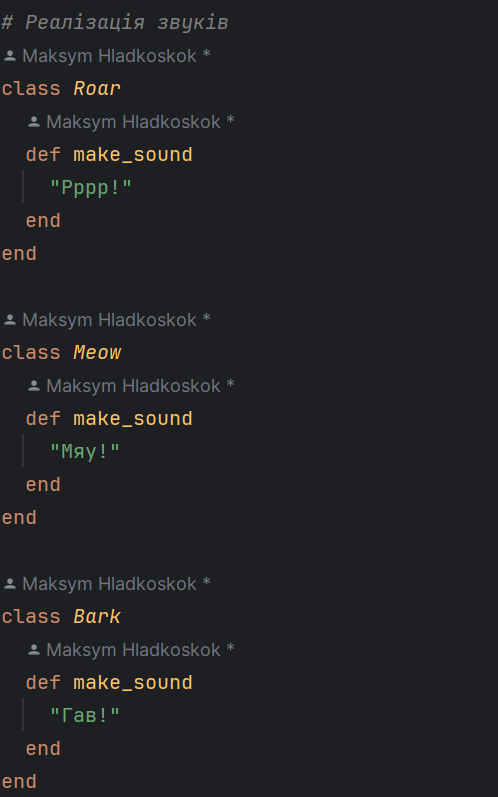 # Реалізація звуків
Maksym Hladkoskok *
class Roar
Maksym Hladkoskok *
def make_sound
"Рррр!"
end
end
Maksym Hladkoskok *
class Meow
Maksym Hladkoskok *
def make_sound
"Мяу!"
end
end
Maksym Hladkoskok *
class Bark
Maksym Hladkoskok *
def make_sound
"Гав!"
end
end